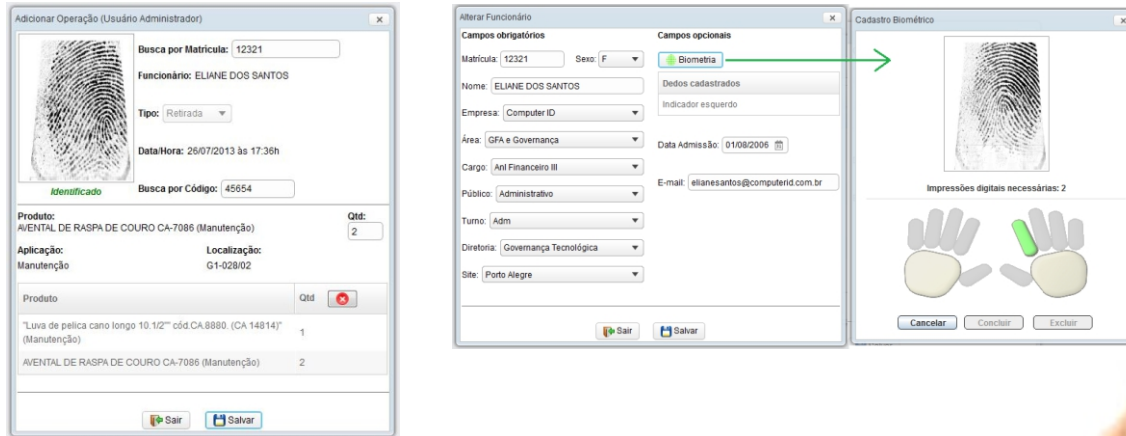 Adicionar Operação (Usuário Administrador)
Busca por Matrícula: 12321
Funcionário: ELIANE DOS SANTOS
Tipo: Retirada
Data/Hora: 26/07/2013 às 17:36h
Identificado
Busca por Código: 45654
Produto: Qtd:
AVENTAL DE RASPA DE COURO CA-7086 (Manutenção) 2
Aplicação: Localização:
Manutenção G1-028/02
Produto Qtd
"Luva de pelica cano longo 10.1/2"" cód.CA.8880. (CA 14814)" 1
(Manutenção)
AVENTAL DE RASPA DE COURO CA-7086 (Manutenção) 2
Sair Salvar
Alterar Funcionário
Campos obrigatórios Campos opcionais
Matrícula: 12321 Sexo: F Biometria
Nome: ELIANE DOS SANTOS Dedos cadastrados
Indicador esquerdo
Empresa: Computer ID
Área: GFA e Governança Data Admissão: 01/08/2006
Cargo: Anl Financeiro III
Público: Administrativo E-mail: elianesantos@computerid.com.br
Turno: Adm
Diretoria: Governança Tecnológica
Site: Porto Alegre
Sair Salvar
Cadastro Biométrico
Impressões digitais necessárias: 2
Cancelar Concluir Excluir